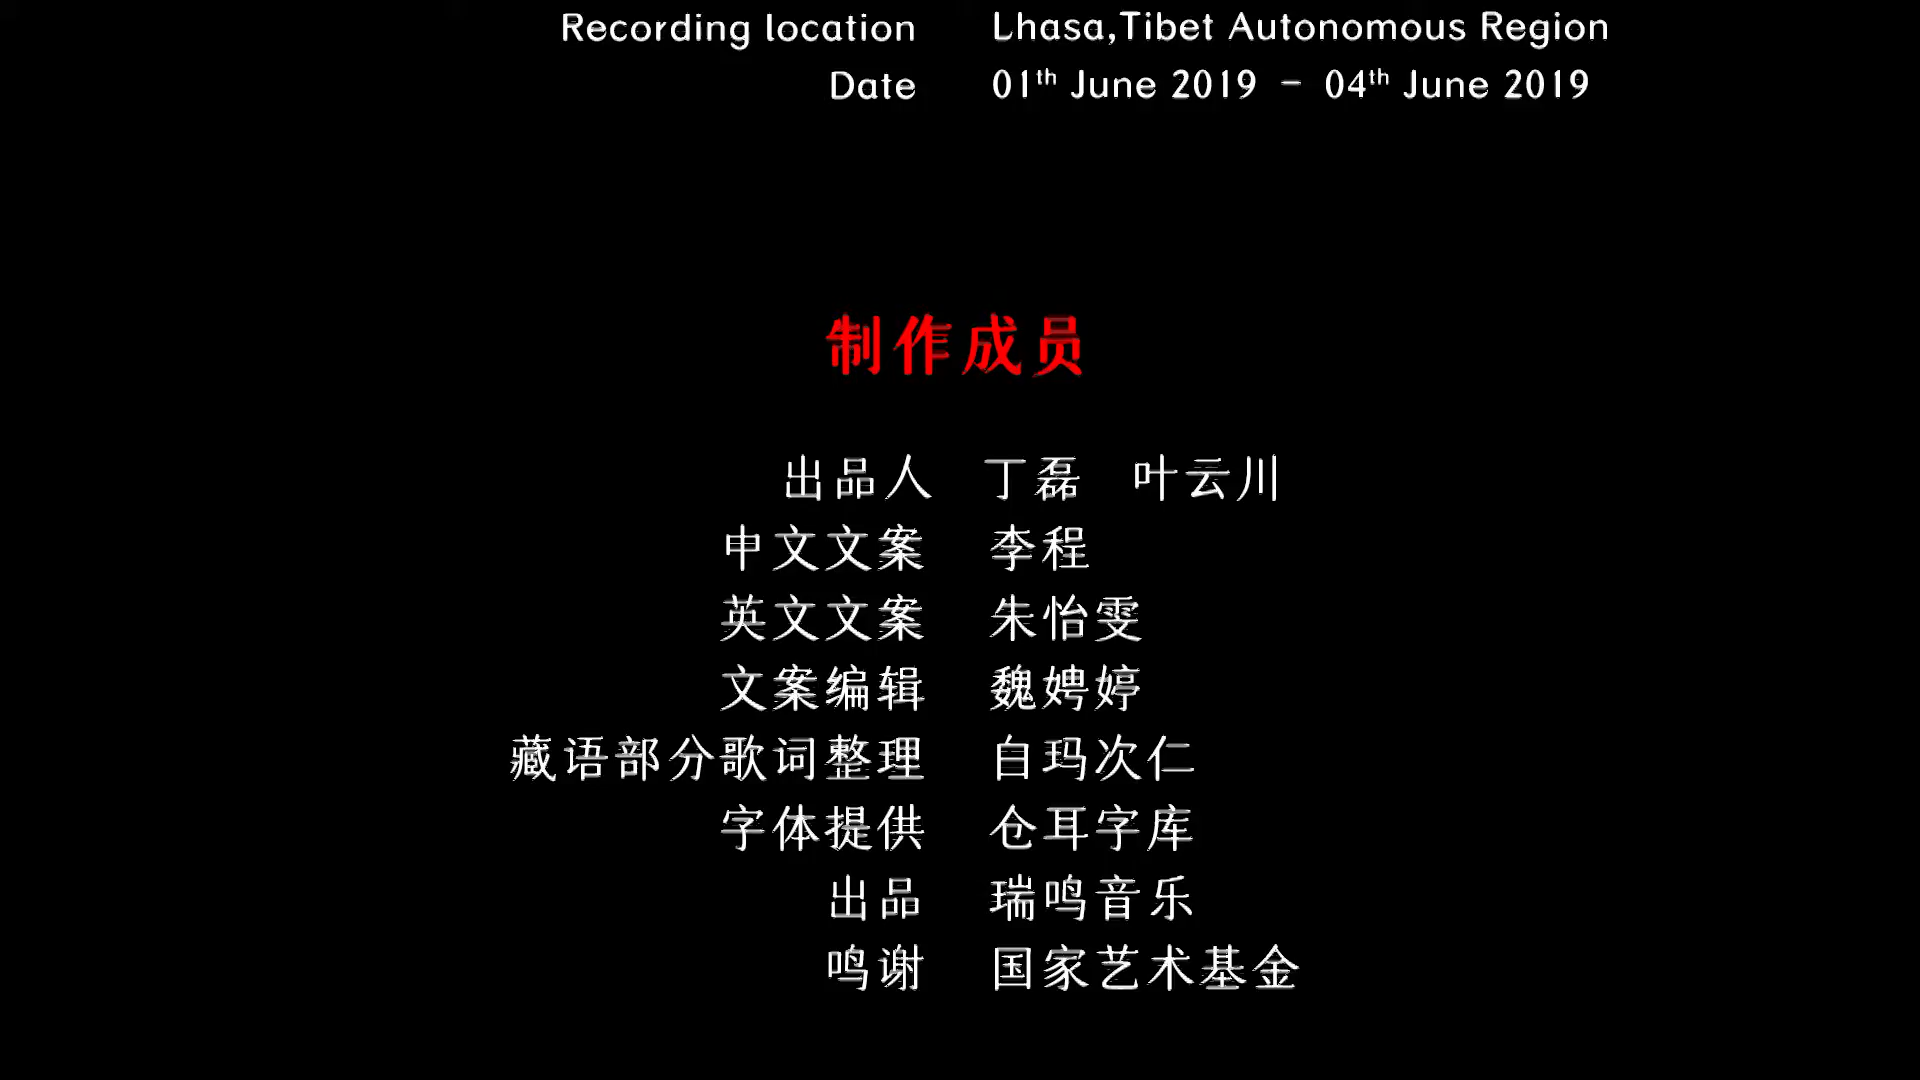 Recording location Lhasa,Tibet Autonomous Region
Date 01th June 2019 – 04th June 2019
制作成员
出品人 丁磊 叶云川
申文文案 李程
英文文案 朱怡雯
文案编辑 魏娉婷
藏语部分歌词整理 自玛次仁
字体提供 仓耳字库
出品 瑞鸣音乐
鸣谢 国家艺术基金